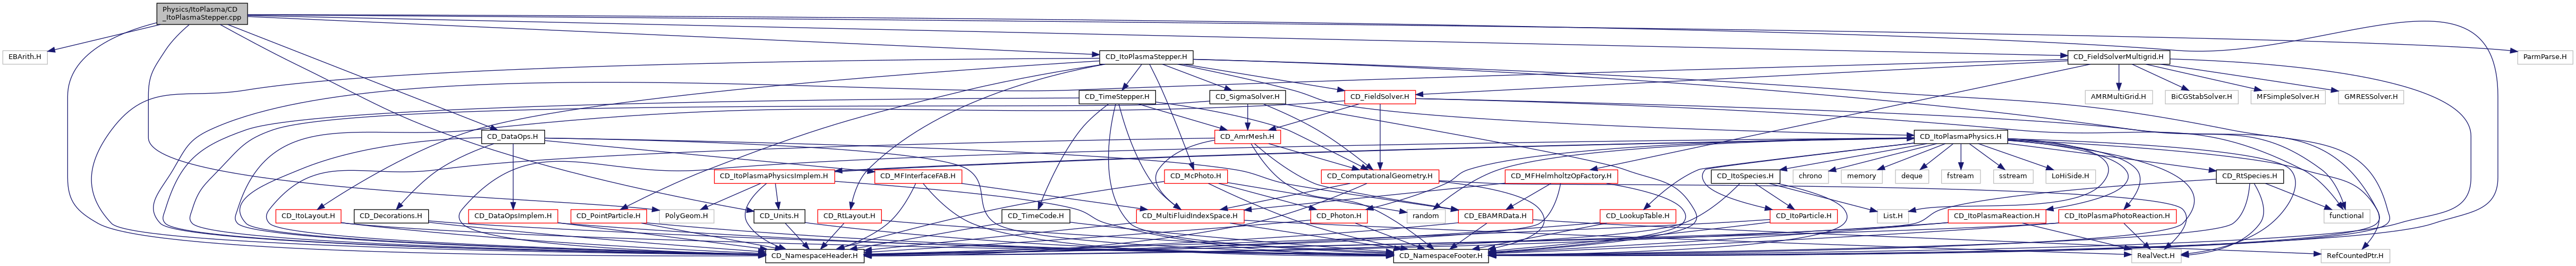 Physics/ItoPlasma/CD
_ItoPlasmaStepper.cpp
EBArith.H
CD_ItoPlasmaStepper.H
CD_FieldSolverMultigrid.H
ParmParse.H
CD_TimeStepper.H
CD_SigmaSolver.H
CD_FieldSolver.H
AMRMultiGrid.H
BiCGStabSolver.H
MFSimpleSolver.H
GMRESSolver.H
CD_DataOps.H
CD_AmrMesh.H
CD_ItoPlasmaPhysics.H
CD_ItoPlasmaPhysicsImplem.H
CD_MFInterfaceFAB.H
CD_McPhoto.H
CD_ComputationalGeometry.H
CD_MFHelmholtzOpFactory.H
CD_ItoSpecies.H
chrono
memory
deque
fstream
sstream
LoHiSide.H
CD_RtSpecies.H
CD_ItoLayout.H
CD_Decorations.H
CD_DataOpsImplem.H
CD_PointParticle.H
PolyGeom.H
CD_Units.H
CD_RtLayout.H
CD_TimeCode.H
CD_MultiFluidIndexSpace.H
CD_Photon.H
random
CD_EBAMRData.H
CD_LookupTable.H
CD_ItoParticle.H
List.H
CD_ItoPlasmaReaction.H
CD_ItoPlasmaPhotoReaction.H
functional
CD_NamespaceHeader.H
CD_NamespaceFooter.H
RealVect.H
RefCountedPtr.H